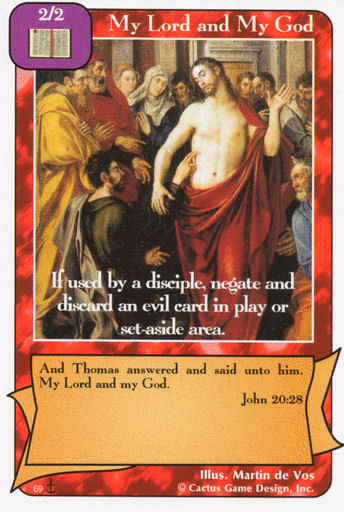 2/2
My Lord and My God
If used by a disciple, negate and
discard an evil card in play or
set-aside area.
And Thomas answered and said unto him,
My Lord and my God.
John 20:28
Illus. Martin de Vos
69
© Cactus Game Design, Inc.